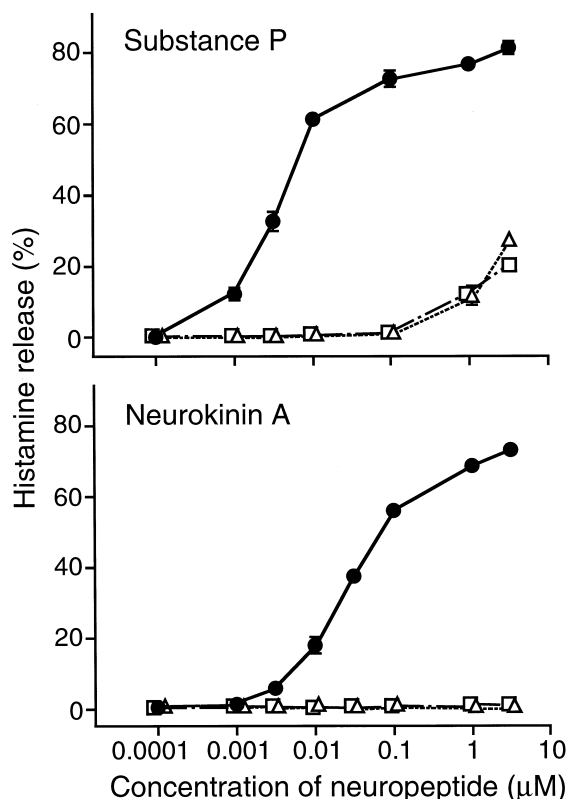 Substance P
80
60
40
20
0
Histamine release (%)
Neurokinin A
80
60
40
20
0
0.0001 0.001 0.01 0.1 1 10
Concentration of neuropeptide (μM)